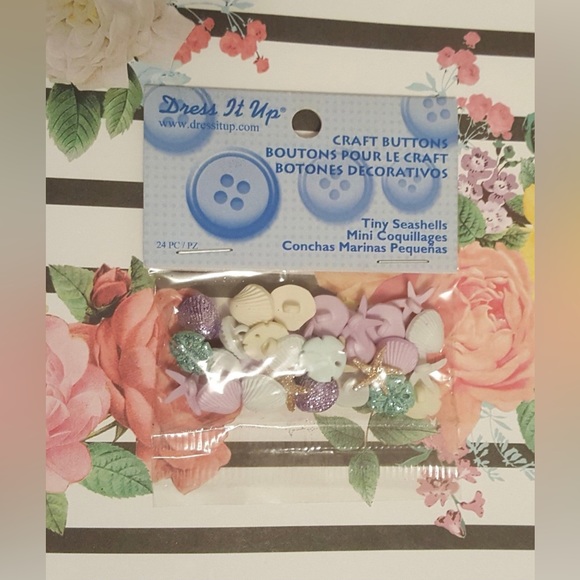 Dress It Up®
www.dressitup.com
CRAFT BUTTONS
BOUTONS POUR LE CRAFT
BOTONES DECORATIVOS
Tiny Seashells
Mini Coquillages
Conchas Marinas Pequeñas
24 PC / PZ